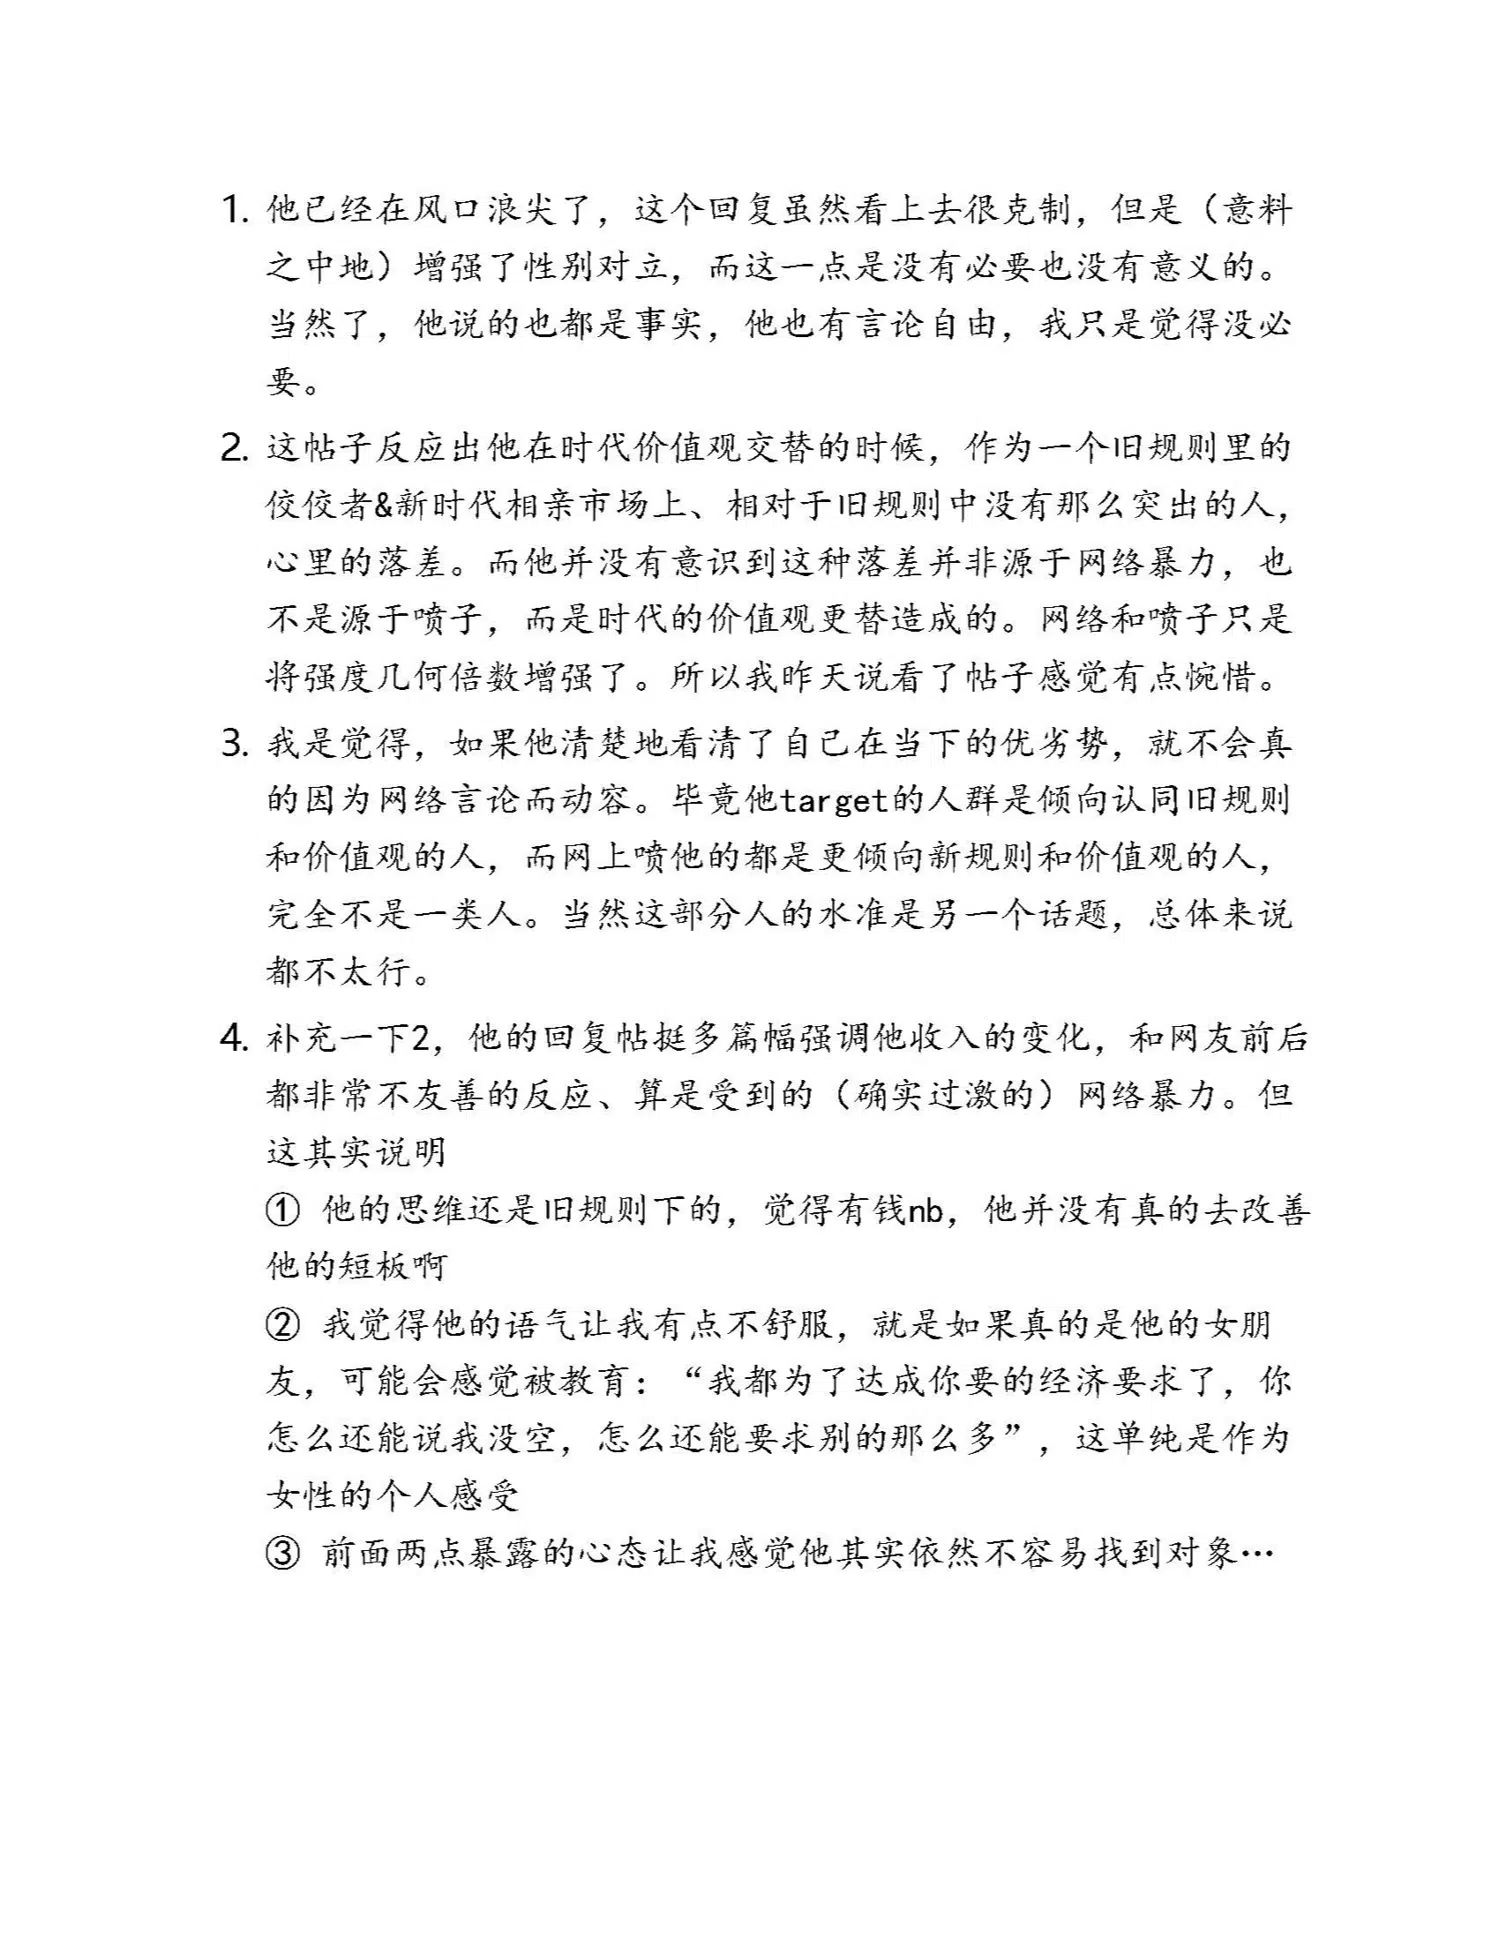 1. 他已经在风口浪尖了，这个回复虽然看上去很克制，但是（意料
之中地）增强了性别对立，而这一点是没有必要也没有意义的。
当然了，他说的也都是事实，他也有言论自由，我只是觉得没必
要。
2. 这帖子反应出他在时代价值观交替的时候，作为一个旧规则里的
佼佼者&新时代相亲市场上、相对于旧规则中没有那么突出的人，
心里的落差。而他并没有意识到这种落差并非源于网络暴力，也
不是源于喷子，而是时代的价值观更替造成的。网络和喷子只是
将强度几何倍数增强了。所以我昨天说看了帖子感觉有点惋惜。
3. 我是觉得，如果他清楚地看清了自己在当下的优劣势，就不会真
的因为网络言论而动容。毕竟他target的人群是倾向认同旧规则
和价值观的人，而网上喷他的都是更倾向新规则和价值观的人，
完全不是一类人。当然这部分人的水准是另一个话题，总体来说
都不太行。
4. 补充一下2，他的回复帖挺多篇幅强调他收入的变化，和网友前后
都非常不友善的反应、算是受到的（确实过激的）网络暴力。但
这其实说明
① 他的思维还是旧规则下的，觉得有钱nb，他并没有真的去改善
他的短板啊
② 我觉得他的语气让我有点不舒服，就是如果真的是他的女朋
友，可能会感觉被教育：“我都为了达成你要的经济要求了，你
怎么还能说我没空，怎么还能要求别的那么多”，这单纯是作为
女性的个人感受
③ 前面两点暴露的心态让我感觉他其实依然不容易找到对象…